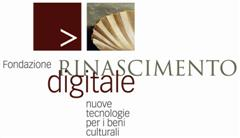 >
Fondazione RINASCIMENTO
digitale
nuove
tecnologie
per i beni
culturali